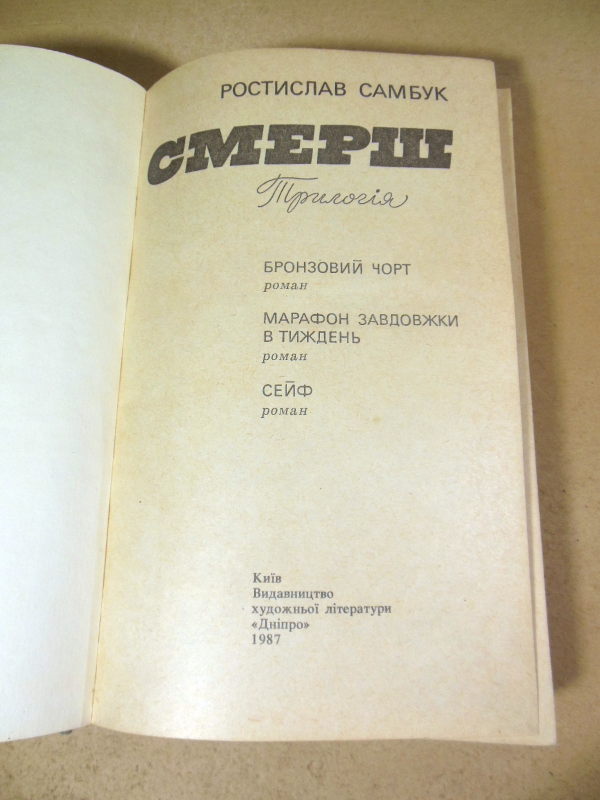 РОСТИСЛАВ САМБУК
СМЕРШ
Трилогія
БРОНЗОВИЙ ЧОРТ
роман
МАРАФОН ЗАВДОВЖКИ
В ТИЖДЕНЬ
роман
СЕЙФ
роман
Київ
Видавництво
художньої літератури
«Дніпро»
1987